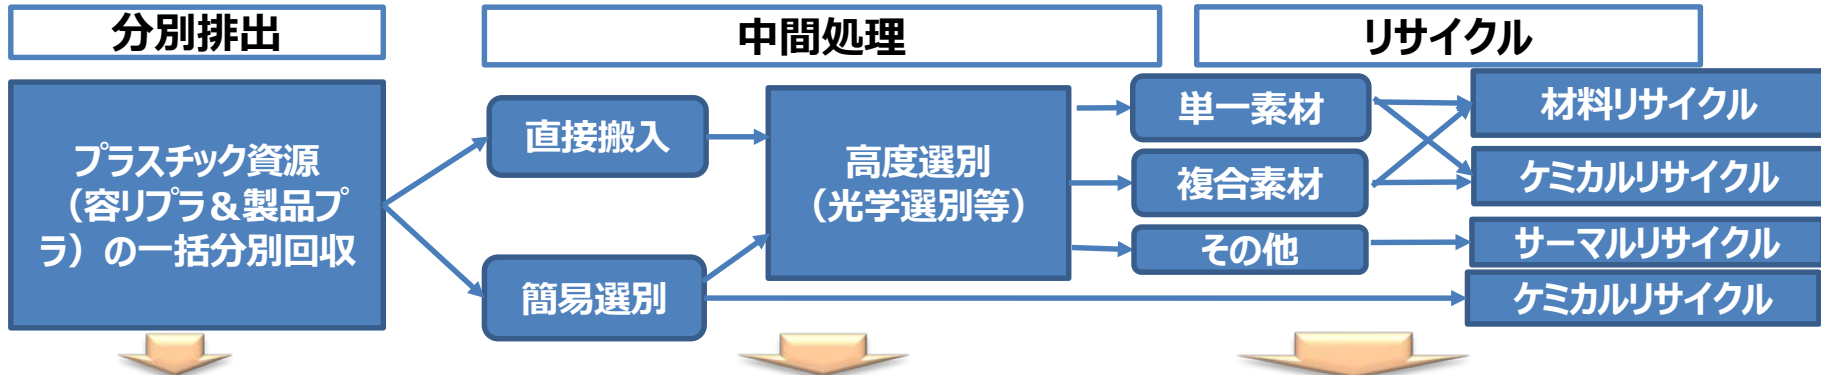 分別排出
中間処理
リサイクル
プラスチック資源
（容リプラ＆製品プ
ラ）の一括分別回収
直接搬入
簡易選別
高度選別
（光学選別等）
単一素材
複合素材
その他
材料リサイクル
ケミカルリサイクル
サーマルリサイクル
ケミカルリサイクル